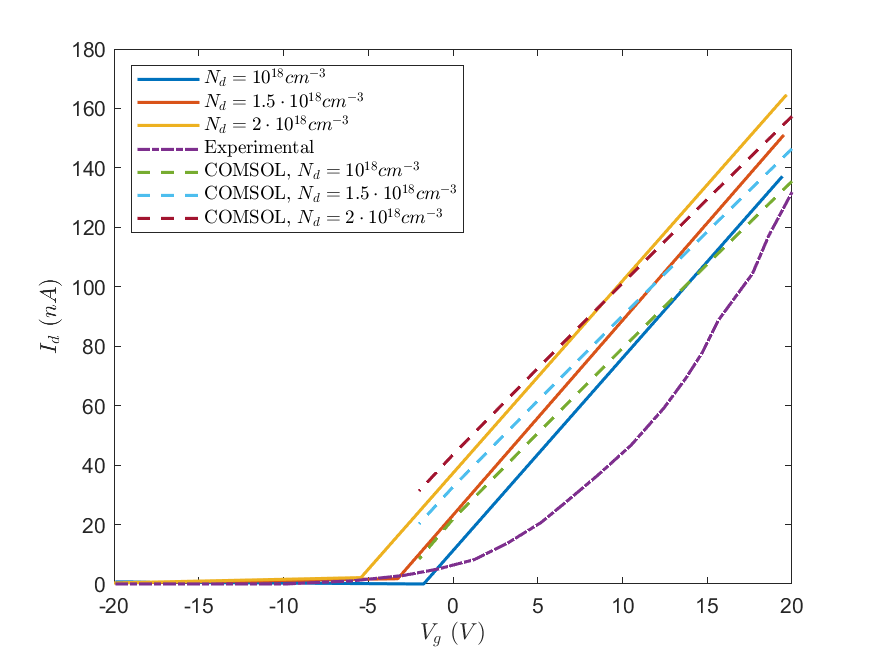 180
160
140
120
100
80
60
40
20
0
-20 -15 -10 -5 0 5 10 15 20
I_d (nA)
V_g (V)
N_d = 10^{18}cm^{-3}
N_d = 1.5 · 10^{18}cm^{-3}
N_d = 2 · 10^{18}cm^{-3}
Experimental
COMSOL, N_d = 10^{18}cm^{-3}
COMSOL, N_d = 1.5 · 10^{18}cm^{-3}
COMSOL, N_d = 2 · 10^{18}cm^{-3}